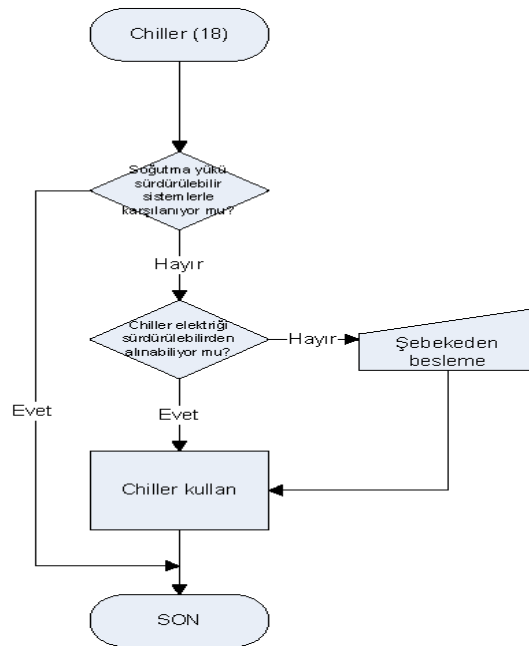 Chiller (18)
Soğutma yükü
sürdürülebilir
sistemlerle
karşılanıyor mu?
Hayır
Chiller elektriği
sürdürülebilirden
alınabiliyor mu?
Hayır
Şebekeden
besleme
Evet
Evet
Chiller kullan
SON